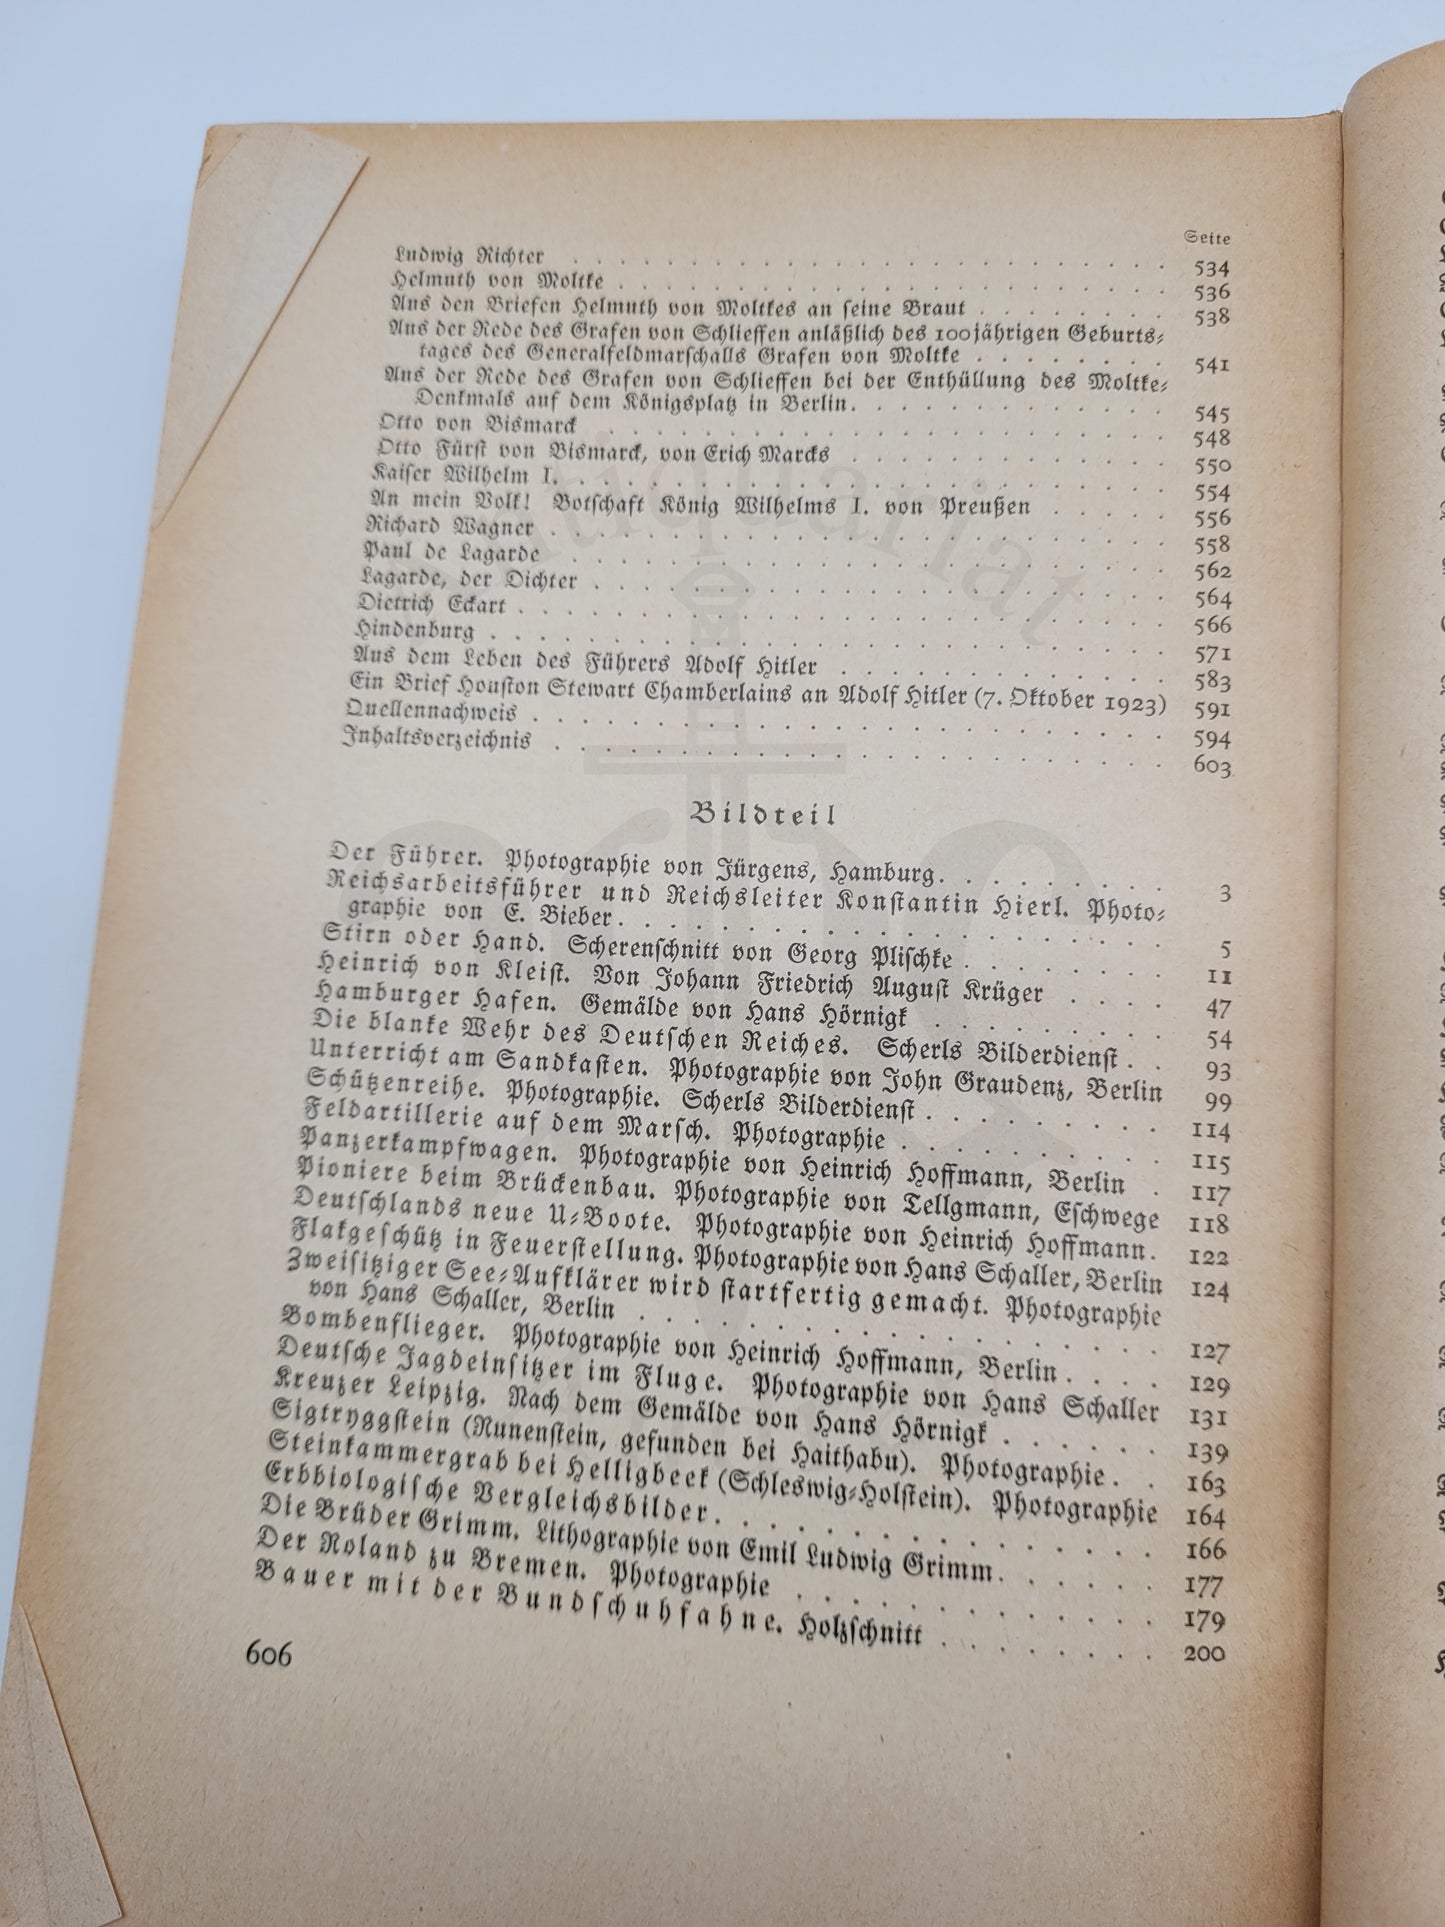 Seite
Ludwig Richter . . . . . . . . . . . . . . . . . . . . . . . . 534
Helmuth von Moltke . . . . . . . . . . . . . . . . . . . . . . 536
Aus den Briefen Helmuth von Moltkes an seine Braut . . . . . . . . 538
Aus der Rede des Grafen von Schlieffen anläßlich des 100jährigen Geburts-
tages des Generalfeldmarschalls Grafen von Moltke . . . . . . . . 541
Aus der Rede des Grafen von Schlieffen bei der Enthüllung des Moltke-
Denkmals auf dem Königsplatz in Berlin . . . . . . . . . . . . . 545
Otto von Bismarck . . . . . . . . . . . . . . . . . . . . . . 548
Otto Fürst von Bismarck, von Erich Marcks . . . . . . . . . . . . . 550
Kaiser Wilhelm I. . . . . . . . . . . . . . . . . . . . . . . . 554
An mein Volk! Botschaft König Wilhelms I. von Preußen . . . . . 556
Richard Wagner . . . . . . . . . . . . . . . . . . . . . . . . 558
Paul de Lagarde . . . . . . . . . . . . . . . . . . . . . . . . 562
Lagarde, der Dichter . . . . . . . . . . . . . . . . . . . . . . 564
Dietrich Eckart . . . . . . . . . . . . . . . . . . . . . . . . 566
Hindenburg . . . . . . . . . . . . . . . . . . . . . . . . . . 571
Aus dem Leben des Führers Adolf Hitler . . . . . . . . . . . . . 583
Ein Brief Houston Stewart Chamberlains an Adolf Hitler (7. Oktober 1923) 591
Quellennachweis . . . . . . . . . . . . . . . . . . . . . . . . 594
Inhaltsverzeichnis . . . . . . . . . . . . . . . . . . . . . . . 603
Bildteil
Der Führer. Photographie von Jürgens, Hamburg . . . . . . . . . 3
Reichsarbeitsführer und Reichsleiter Konstantin Hierl. Photo-
graphie von E. Bieber . . . . . . . . . . . . . . . . . . . . . 5
Stirn oder Hand. Scherenschnitt von Georg Plischke . . . . . . . . 11
Heinrich von Kleist. Von Johann Friedrich August Krüger . . . . 47
Hamburger Hafen. Gemälde von Hans Hörnigk . . . . . . . . . 54
Die blanke Wehr des Deutschen Reiches. Scherls Bilderdienst . . 93
Unterricht am Sandkasten. Photographie von John Graudenz, Berlin 99
Schützenreihe. Photographie. Scherls Bilderdienst . . . . . . . . . 114
Feldartillerie auf dem Marsch. Photographie . . . . . . . . . . . 115
Panzerkampfwagen. Photographie von Heinrich Hoffmann, Berlin . 117
Pioniere beim Brückenbau. Photographie von Tellgmann, Eschwege 118
Deutschlands neue U-Boote. Photographie von Heinrich Hoffmann . 122
Flakgeschütz in Feuerstellung. Photographie von Hans Schaller, Berlin 124
Zweisitziger See-Aufklärer wird startfertig gemacht. Photographie
von Hans Schaller, Berlin . . . . . . . . . . . . . . . . . . . 127
Bombenflieger. Photographie von Heinrich Hoffmann, Berlin . . . . 129
Deutsche Jagdeinsitzer im Fluge. Photographie von Hans Schaller 131
Kreuzer Leipzig. Nach dem Gemälde von Hans Hörnigk . . . . . . 139
Sigtryggstein (Runenstein, gefunden bei Haithabu). Photographie . . 163
Steinkammergrab bei Helligbeek (Schleswig-Holstein). Photographie 164
Erbbiologische Vergleichsbilder . . . . . . . . . . . . . . . . . 166
Die Brüder Grimm. Lithographie von Emil Ludwig Grimm . . . . . . 177
Der Roland zu Bremen. Photographie . . . . . . . . . . . . . . 179
Bauer mit der Bundschuhfahne. Holzschnitt . . . . . . . . . 200
606